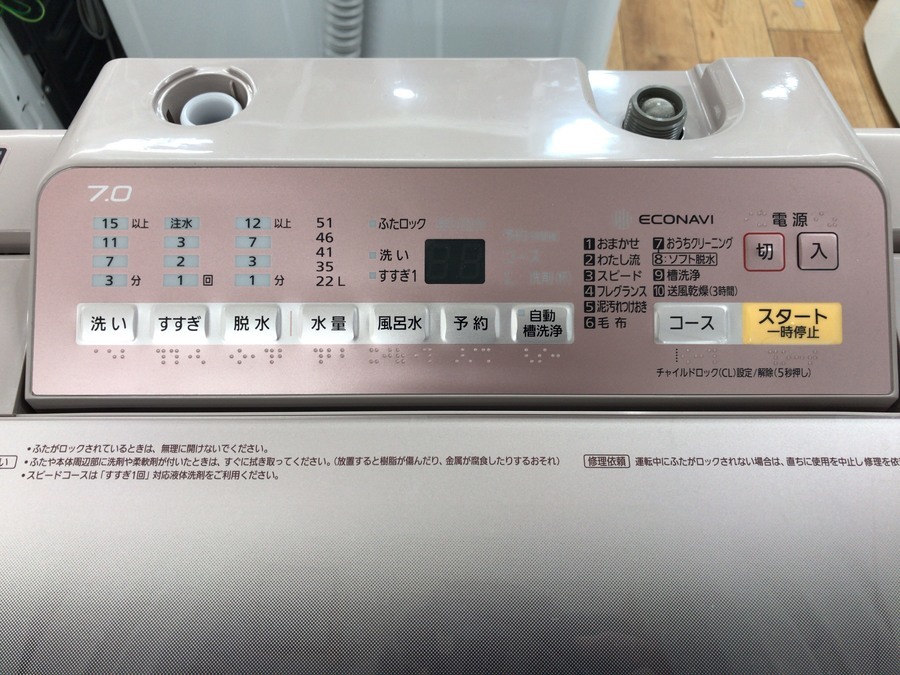 7.0
ECONAVI
電源
切 入
15 以上 注水 12 以上 51
46
11 3 7 41
7 2 3 35
3 分 1 回 1 分 22 L
ふたロック
洗い
すすぎ1
1 おまかせ
2 わたし流
3 スピード
4 フレグランス
5 泥汚れつけおき
6 毛布
7 おうちクリーニング
8:ソフト脱水
9 槽洗浄
10 送風乾燥(3時間)
洗い すすぎ 脱水 水量 風呂水 予約 自動槽洗浄 コース スタート
一時停止
チャイルドロック(CL)設定/解除(5秒押し)
・ふたがロックされているときは、無理に開けないでください。
・ふたや本体周辺部に洗剤や柔軟剤が付いたときは、すぐに拭き取ってください。(放置すると樹脂が傷んだり、金属が腐食したりするおそれ)
・スピードコースは「すすぎ1回」対応液体洗剤をご利用ください。
修理依頼 運転中にふたがロックされない場合は、直ちに使用を中止し修理を依